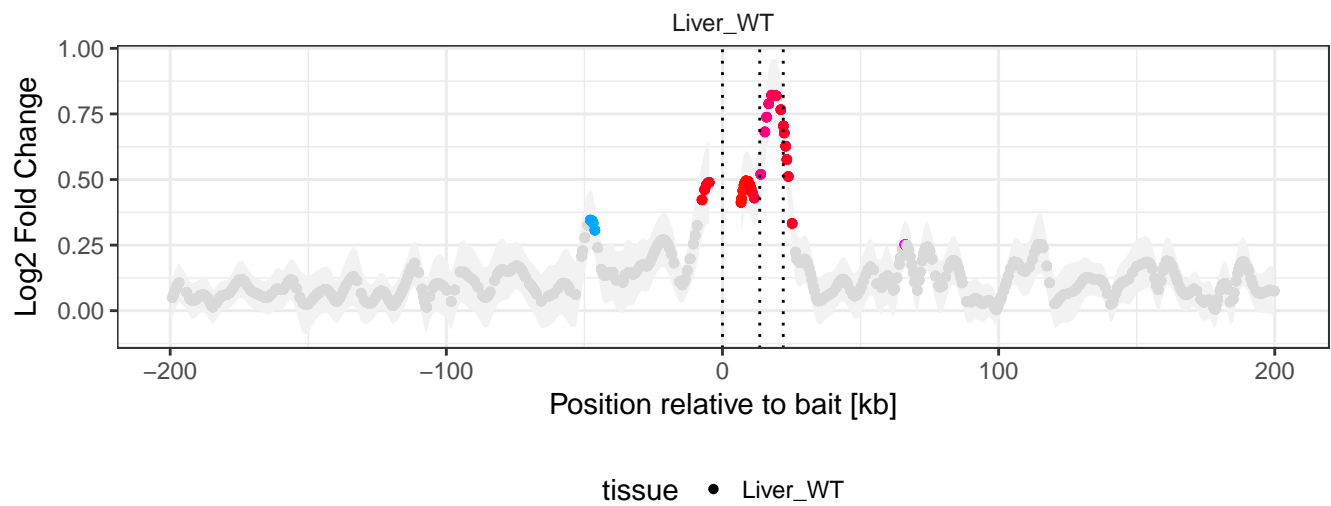 Liver_WT
1.00
0.75
0.50
0.25
0.00
Log2 Fold Change
−200 −100 0 100 200
Position relative to bait [kb]
tissue Liver_WT